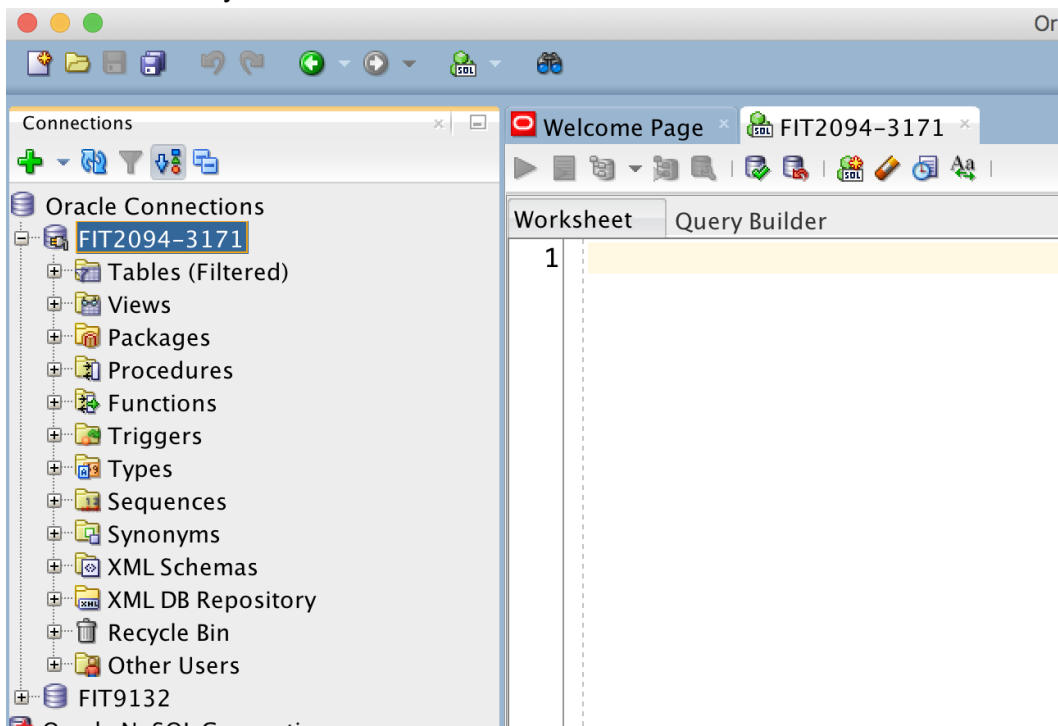 Or
Connections
Welcome Page
FIT2094-3171
Oracle Connections
FIT2094-3171
Tables (Filtered)
Views
Packages
Procedures
Functions
Triggers
Types
Sequences
Synonyms
XML Schemas
XML DB Repository
Recycle Bin
Other Users
FIT9132
Worksheet
Query Builder
1